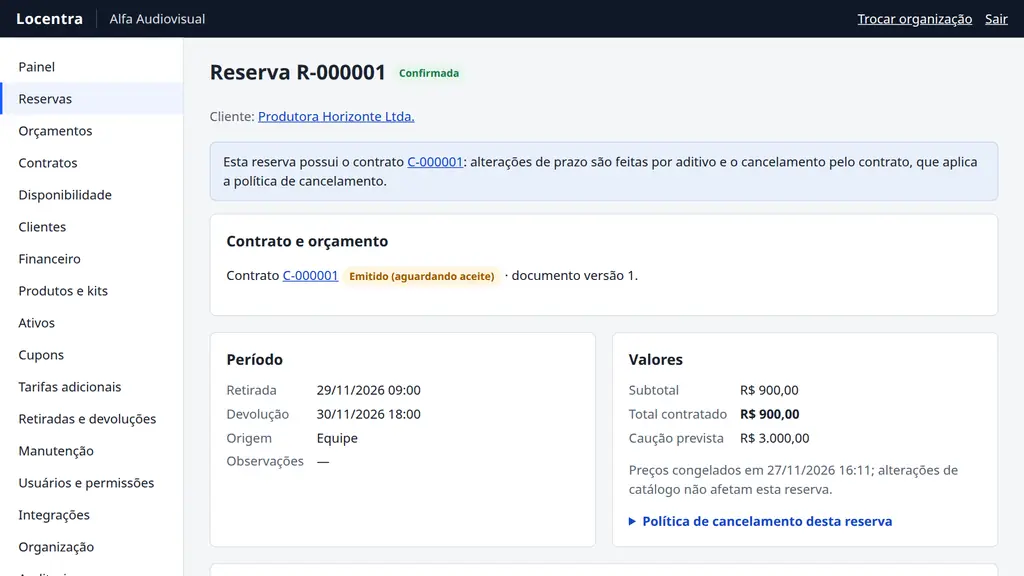 Locentra
Alfa Audiovisual
Trocar organização
Sair
Painel
Reservas
Orçamentos
Contratos
Disponibilidade
Clientes
Financeiro
Produtos e kits
Ativos
Cupons
Tarifas adicionais
Retiradas e devoluções
Manutenção
Usuários e permissões
Integrações
Organização
Reserva R-000001 Confirmada
Cliente: Produtora Horizonte Ltda.
Esta reserva possui o contrato C-000001: alterações de prazo são feitas por aditivo e o cancelamento pelo contrato, que aplica
a política de cancelamento.
Contrato e orçamento
Contrato C-000001 Emitido (aguardando aceite) · documento versão 1.
Período
Retirada 29/11/2026 09:00
Devolução 30/11/2026 18:00
Origem Equipe
Observações —
Valores
Subtotal R$ 900,00
Total contratado R$ 900,00
Caução prevista R$ 3.000,00
Preços congelados em 27/11/2026 16:11; alterações de
catálogo não afetam esta reserva.
Política de cancelamento desta reserva